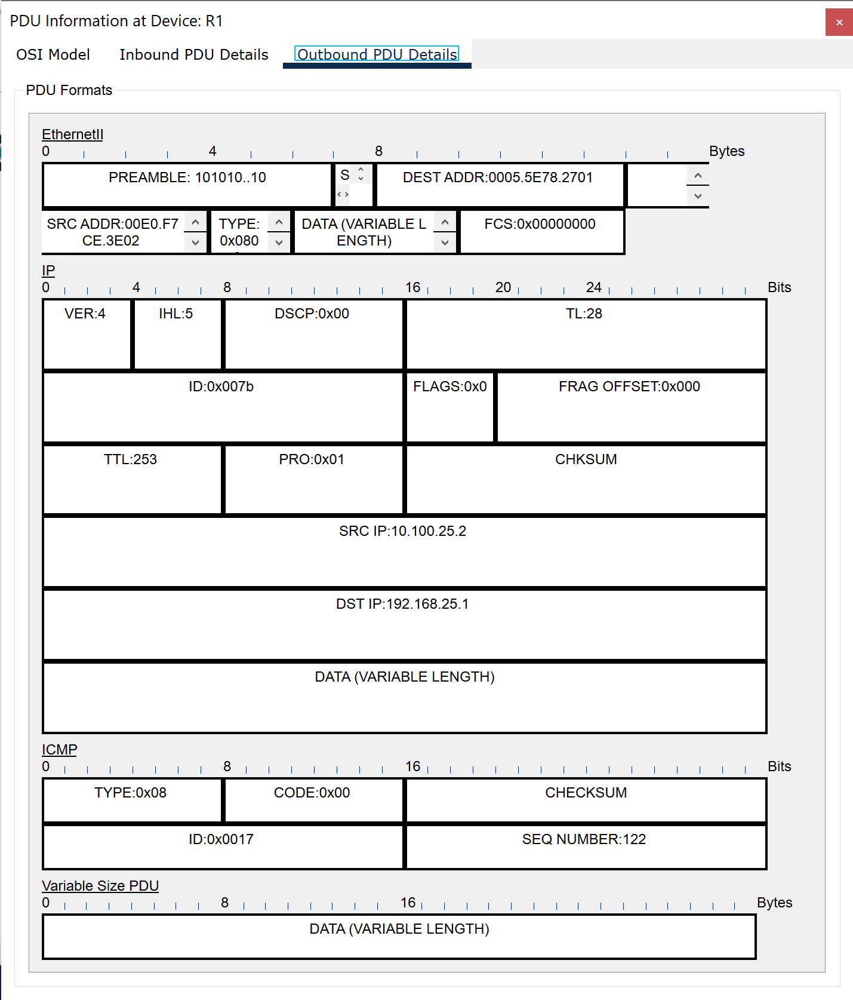 PDU Information at Device: R1
OSI Model Inbound PDU Details Outbound PDU Details
PDU Formats
EthernetII
0 4 8 Bytes
PREAMBLE: 101010..10 S DEST ADDR:0005.5E78.2701
SRC ADDR:00E0.F7 TYPE: DATA (VARIABLE L FCS:0x00000000
CE.3E02 0x080 ENGTH)
IP
0 4 8 16 20 24 Bits
VER:4 IHL:5 DSCP:0x00 TL:28
ID:0x007b FLAGS:0x0 FRAG OFFSET:0x000
TTL:253 PRO:0x01 CHKSUM
SRC IP:10.100.25.2
DST IP:192.168.25.1
DATA (VARIABLE LENGTH)
ICMP
0 8 16 Bits
TYPE:0x08 CODE:0x00 CHECKSUM
ID:0x0017 SEQ NUMBER:122
Variable Size PDU
0 8 16 Bytes
DATA (VARIABLE LENGTH)